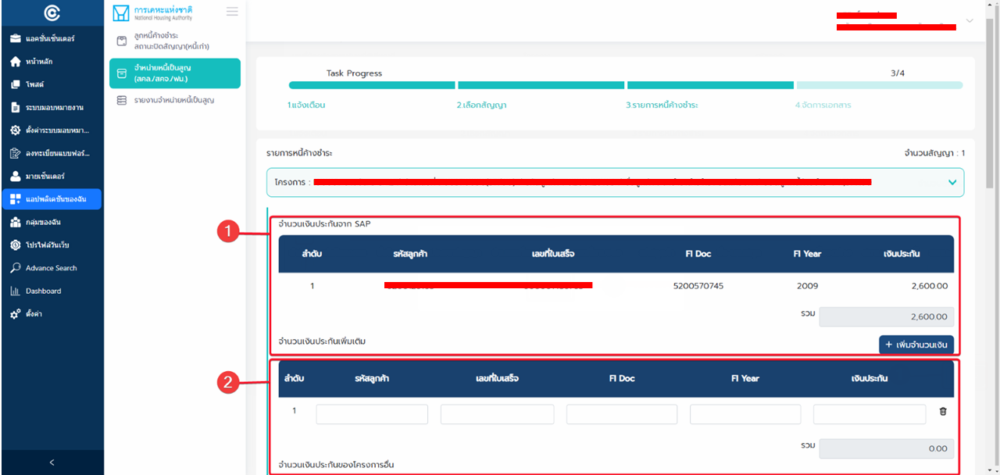 แอคชั่นเซ็นเตอร์
หน้าหลัก
โพสต์
ระบบมอบหมายงาน
ตั้งค่าระบบมอบหมา...
ลงทะเบียนแบบฟอร์...
มายเซ็นเตอร์
แอปพลิเคชันของฉัน
กลุ่มของฉัน
โปรไฟล์วันเว็บ
Advance Search
Dashboard
ตั้งค่า
การเคหะแห่งชาติ
National Housing Authority
ลูกหนี้ค้างชำระ
สถานะปิดสัญญา(หนี้เก่า)
จำหน่ายหนี้เป็นสูญ
(สคล./สคจ./ฟม.)
รายงานจำหน่ายหนี้เป็นสูญ
Task Progress 3/4
1.แจ้งเตือน 2.เลือกสัญญา 3.รายการหนี้ค้างชำระ 4.จัดการเอกสาร
รายการหนี้ค้างชำระ จำนวนสัญญา : 1
โครงการ :
1
จำนวนเงินประกันจาก SAP
ลำดับ รหัสลูกค้า เลขที่ใบเสร็จ FI Doc FI Year เงินประกัน
1 5200570745 2009 2,600.00
รวม 2,600.00
จำนวนเงินประกันเพิ่มเติม + เพิ่มจำนวนเงิน
2
ลำดับ รหัสลูกค้า เลขที่ใบเสร็จ FI Doc FI Year เงินประกัน
1
รวม 0.00
จำนวนเงินประกันของโครงการอื่น